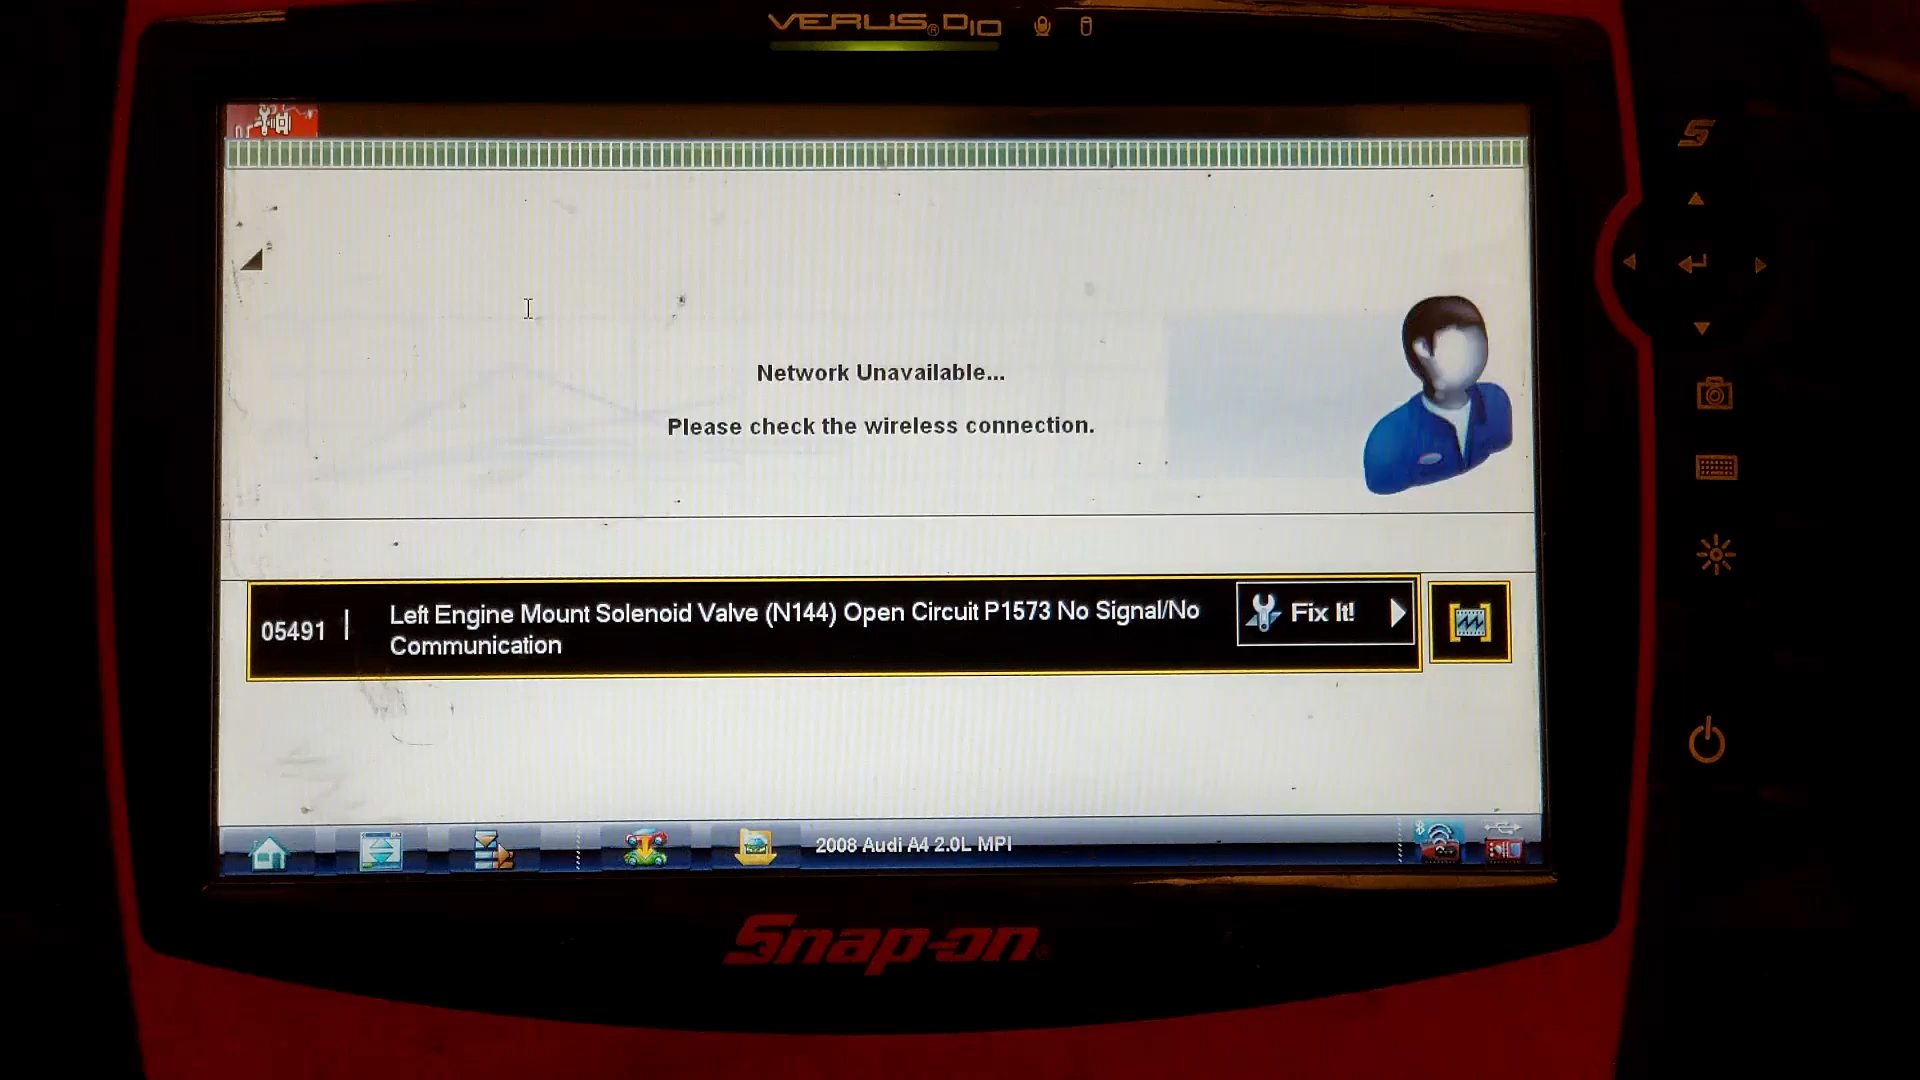 VERUS® D10
Network Unavailable...
Please check the wireless connection.
05491 | Left Engine Mount Solenoid Valve (N144) Open Circuit P1573 No Signal/No
Communication
Fix It!
2008 Audi A4 2.0L MPI
Snap-on®